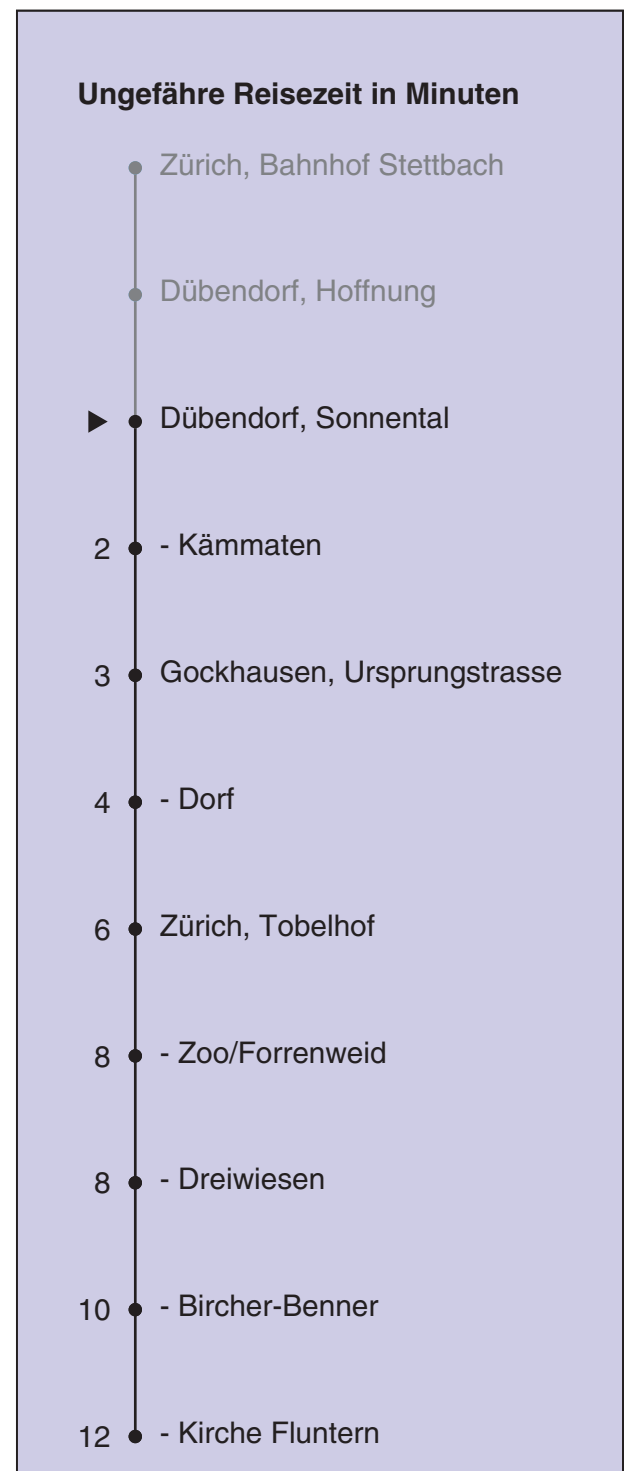 Ungefähre Reisezeit in Minuten
Zürich, Bahnhof Stettbach
Dübendorf, Hoffnung
Dübendorf, Sonnental
2 - Kämmaten
3 Gockhausen, Ursprungstrasse
4 - Dorf
6 Zürich, Tobelhof
8 - Zoo/Forrenweid
8 - Dreiwiesen
10 - Bircher-Benner
12 - Kirche Fluntern